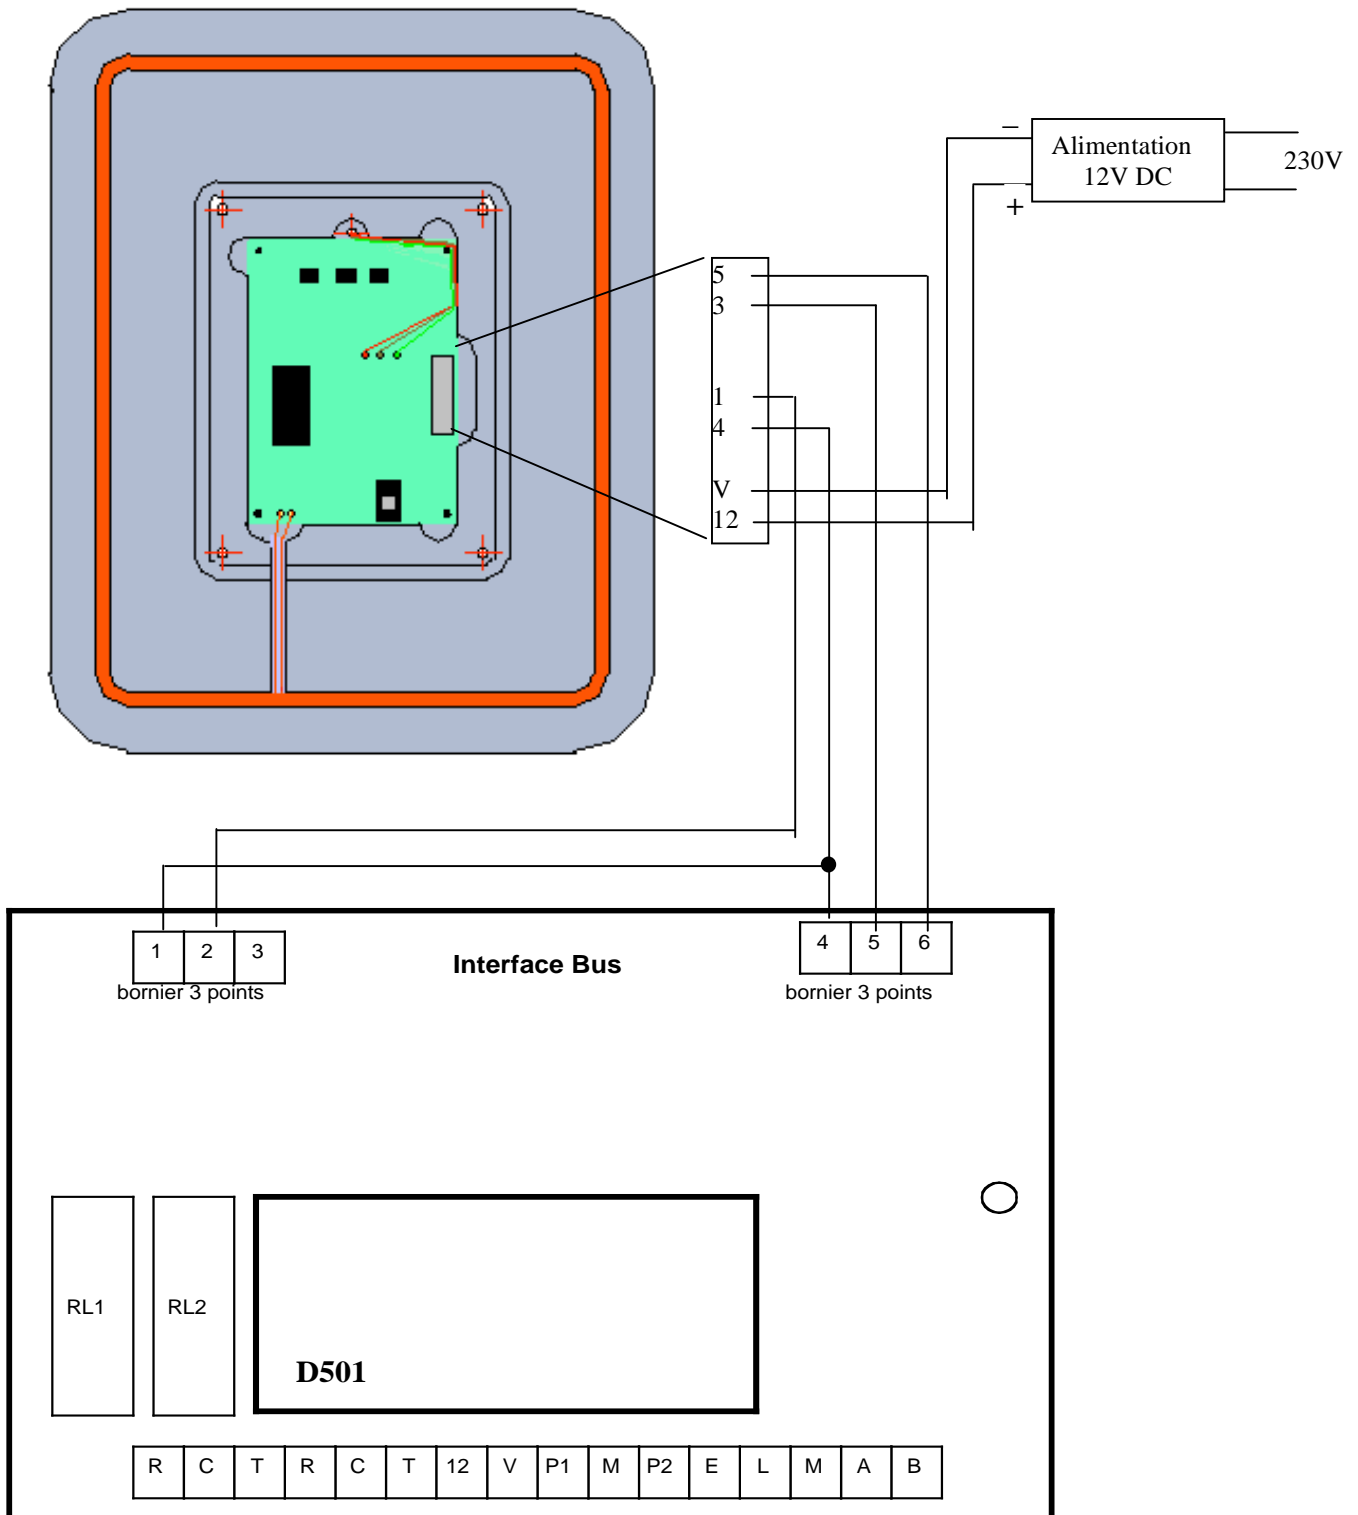 –
Alimentation
12V DC
230V
+
5
3
1
4
V
12
1 2 3
bornier 3 points
Interface Bus
4 5 6
bornier 3 points
RL1
RL2
D501
R C T R C T 12 V P1 M P2 E L M A B